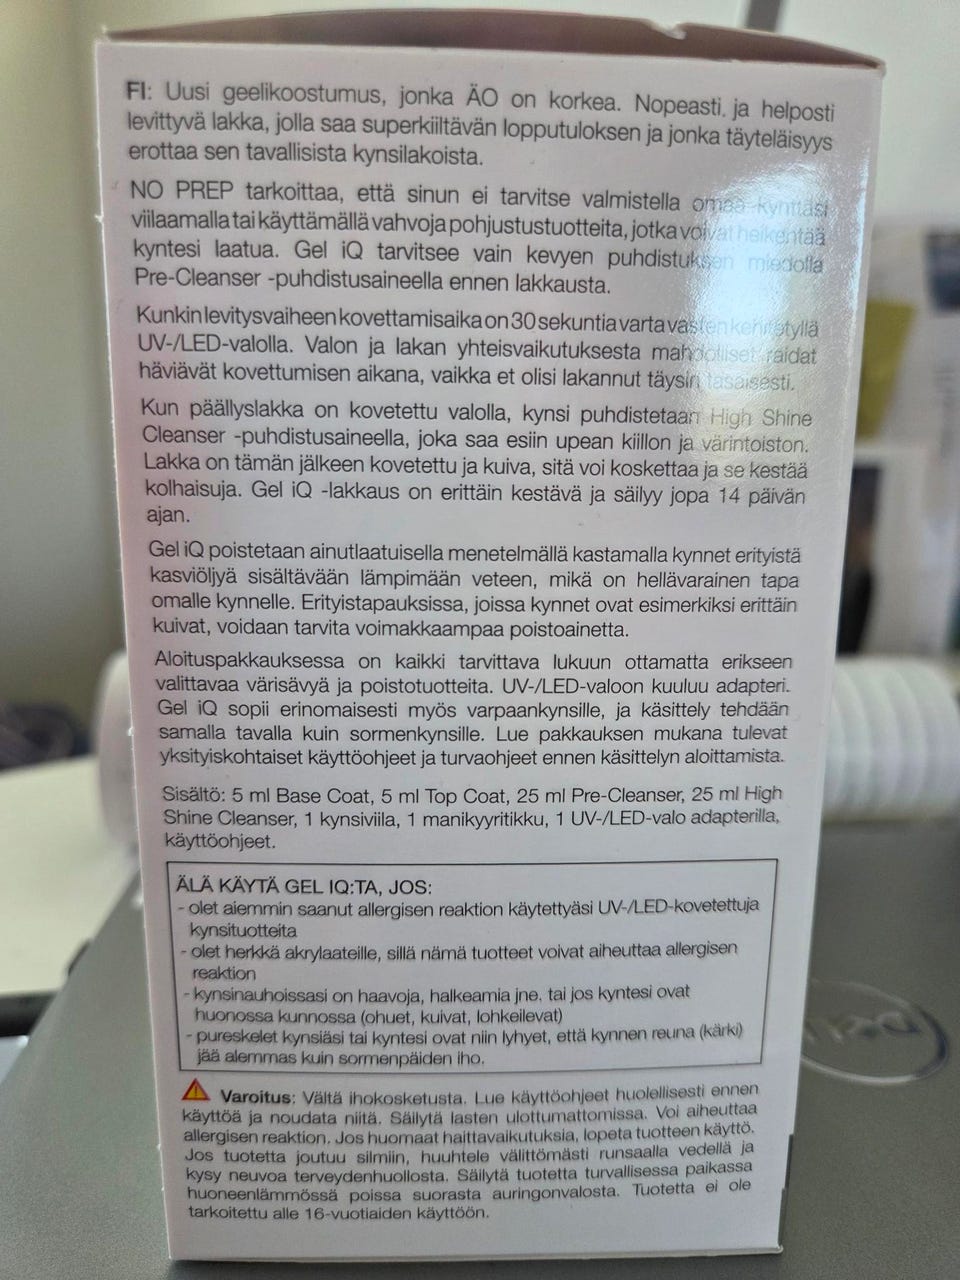 FI: Uusi geelikoostumus, jonka ÄO on korkea. Nopeasti ja helposti
levittyvä lakka, jolla saa superkiiltävän lopputuloksen ja jonka täyteläisyys
erottaa sen tavallisista kynsilakoista.
NO PREP tarkoittaa, että sinun ei tarvitse valmistella omaa kynttäsi
viilaamalla tai käyttämällä vahvoja pohjustustuotteita, jotka voivat heikentää
kyntesi laatua. Gel iQ tarvitsee vain kevyen puhdistuksen miedolla
Pre-Cleanser -puhdistusaineella ennen lakkausta.
Kunkin levitysvaiheen kovettamisaika on 30 sekuntia varta vasten kehitetyllä
UV-/LED-valolla. Valon ja lakan yhteisvaikutuksesta mahdolliset raidat
häviävät kovettumisen aikana, vaikka et olisi lakannut täysin tasaisesti.
Kun päällyslakka on kovetettu valolla, kynsi puhdistetaan High Shine
Cleanser -puhdistusaineella, joka saa esiin upean kiillon ja värintoiston.
Lakka on tämän jälkeen kovetettu ja kuiva, sitä voi koskettaa ja se kestää
kolhaisuja. Gel iQ -lakkaus on erittäin kestävä ja säilyy jopa 14 päivän
ajan.
Gel iQ poistetaan ainutlaatuisella menetelmällä kastamalla kynnet erityistä
kasviöljyä sisältävään lämpimään veteen, mikä on hellävarainen tapa
omalle kynnelle. Erityistapauksissa, joissa kynnet ovat esimerkiksi erittäin
kuivat, voidaan tarvita voimakkaampaa poistoainetta.
Aloituspakkauksessa on kaikki tarvittava lukuun ottamatta erikseen
valittavaa värisävyä ja poistotuotteita. UV-/LED-valoon kuuluu adapteri.
Gel iQ sopii erinomaisesti myös varpaankynsille, ja käsittely tehdään
samalla tavalla kuin sormenkynsille. Lue pakkauksen mukana tulevat
yksityiskohtaiset käyttöohjeet ja turvaohjeet ennen käsittelyn aloittamista.
Sisältö: 5 ml Base Coat, 5 ml Top Coat, 25 ml Pre-Cleanser, 25 ml High
Shine Cleanser, 1 kynsiviila, 1 manikyyritikku, 1 UV-/LED-valo adapterilla,
käyttöohjeet.
ÄLÄ KÄYTÄ GEL IQ:TA, JOS:
- olet aiemmin saanut allergisen reaktion käytettyäsi UV-/LED-kovetettuja
kynsituotteita
- olet herkkä akrylaateille, sillä nämä tuotteet voivat aiheuttaa allergisen
reaktion
- kynsinauhoissasi on haavoja, halkeamia jne. tai jos kyntesi ovat
huonossa kunnossa (ohuet, kuivat, lohkeilevat)
- pureskelet kynsiäsi tai kyntesi ovat niin lyhyet, että kynnen reuna (kärki)
jää alemmas kuin sormenpäiden iho.
Varoitus: Vältä ihokosketusta. Lue käyttöohjeet huolellisesti ennen
käyttöä ja noudata niitä. Säilytä lasten ulottumattomissa. Voi aiheuttaa
allergisen reaktion. Jos huomaat haittavaikutuksia, lopeta tuotteen käyttö.
Jos tuotetta joutuu silmiin, huuhtele välittömästi runsaalla vedellä ja
kysy neuvoa terveydenhuollosta. Säilytä tuotetta turvallisessa paikassa
huoneenlämmössä poissa suorasta auringonvalosta. Tuotetta ei ole
tarkoitettu alle 16-vuotiaiden käyttöön.
DELL